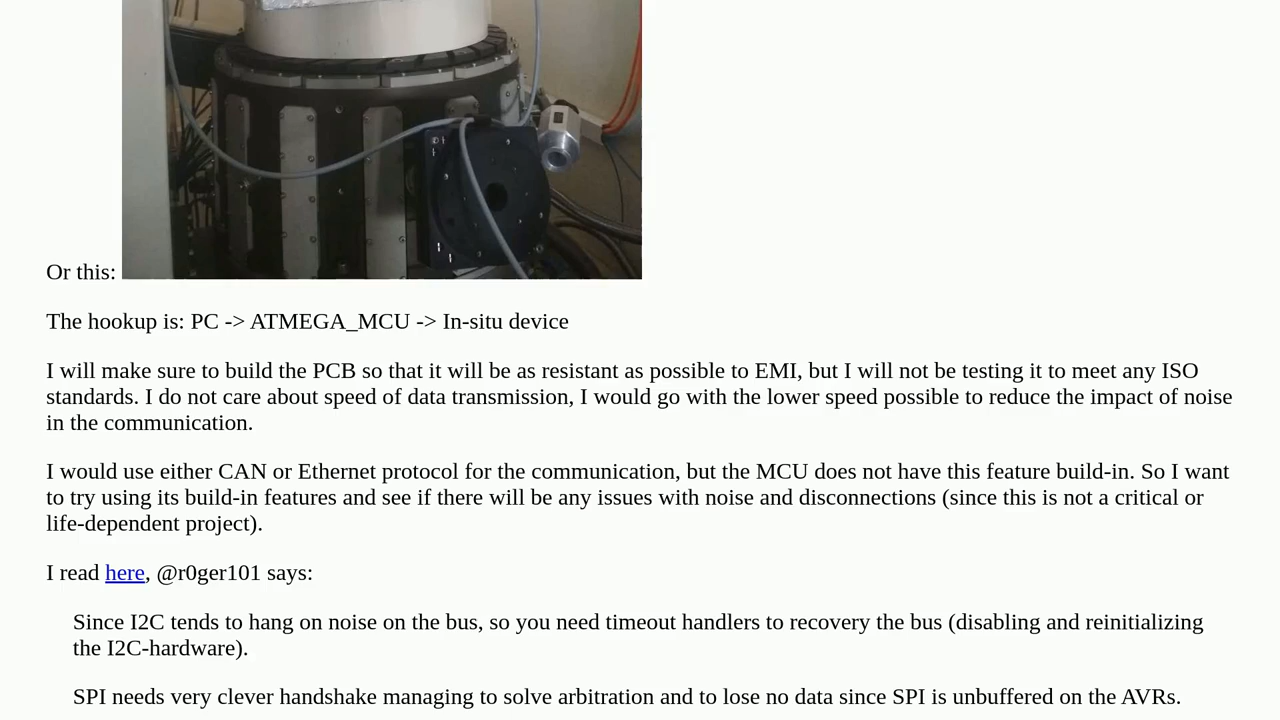 Or this:
The hookup is: PC -> ATMEGA_MCU -> In-situ device
I will make sure to build the PCB so that it will be as resistant as possible to EMI, but I will not be testing it to meet any ISO
standards. I do not care about speed of data transmission, I would go with the lower speed possible to reduce the impact of noise
in the communication.
I would use either CAN or Ethernet protocol for the communication, but the MCU does not have this feature build-in. So I want
to try using its build-in features and see if there will be any issues with noise and disconnections (since this is not a critical or
life-dependent project).
I read here, @r0ger101 says:
Since I2C tends to hang on noise on the bus, so you need timeout handlers to recovery the bus (disabling and reinitializing
the I2C-hardware).
SPI needs very clever handshake managing to solve arbitration and to lose no data since SPI is unbuffered on the AVRs.